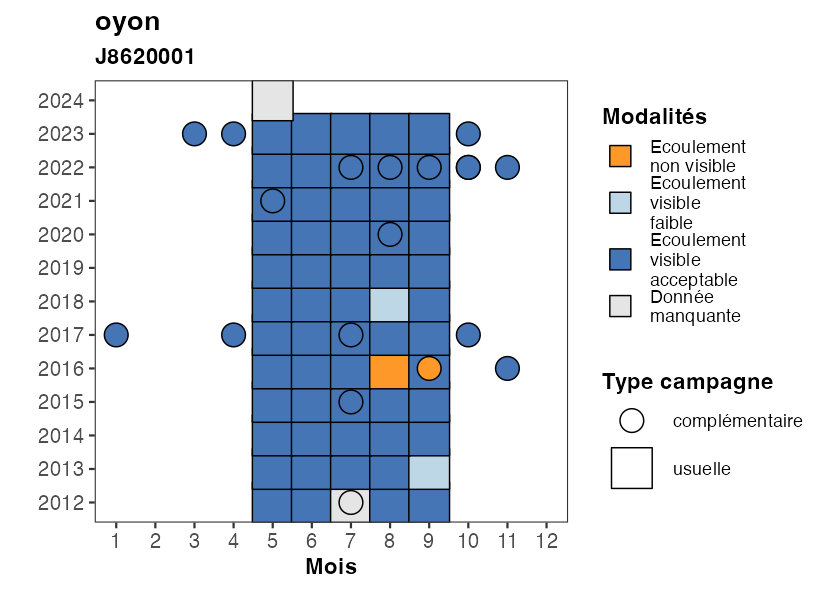 oyon
J8620001
2024
2023
2022
2021
2020
2019
2018
2017
2016
2015
2014
2013
2012
1 2 3 4 5 6 7 8 9 10 11 12
Mois
Modalités
Ecoulement
non visible
Ecoulement
visible
faible
Ecoulement
visible
acceptable
Donnée
manquante
Type campagne
complémentaire
usuelle